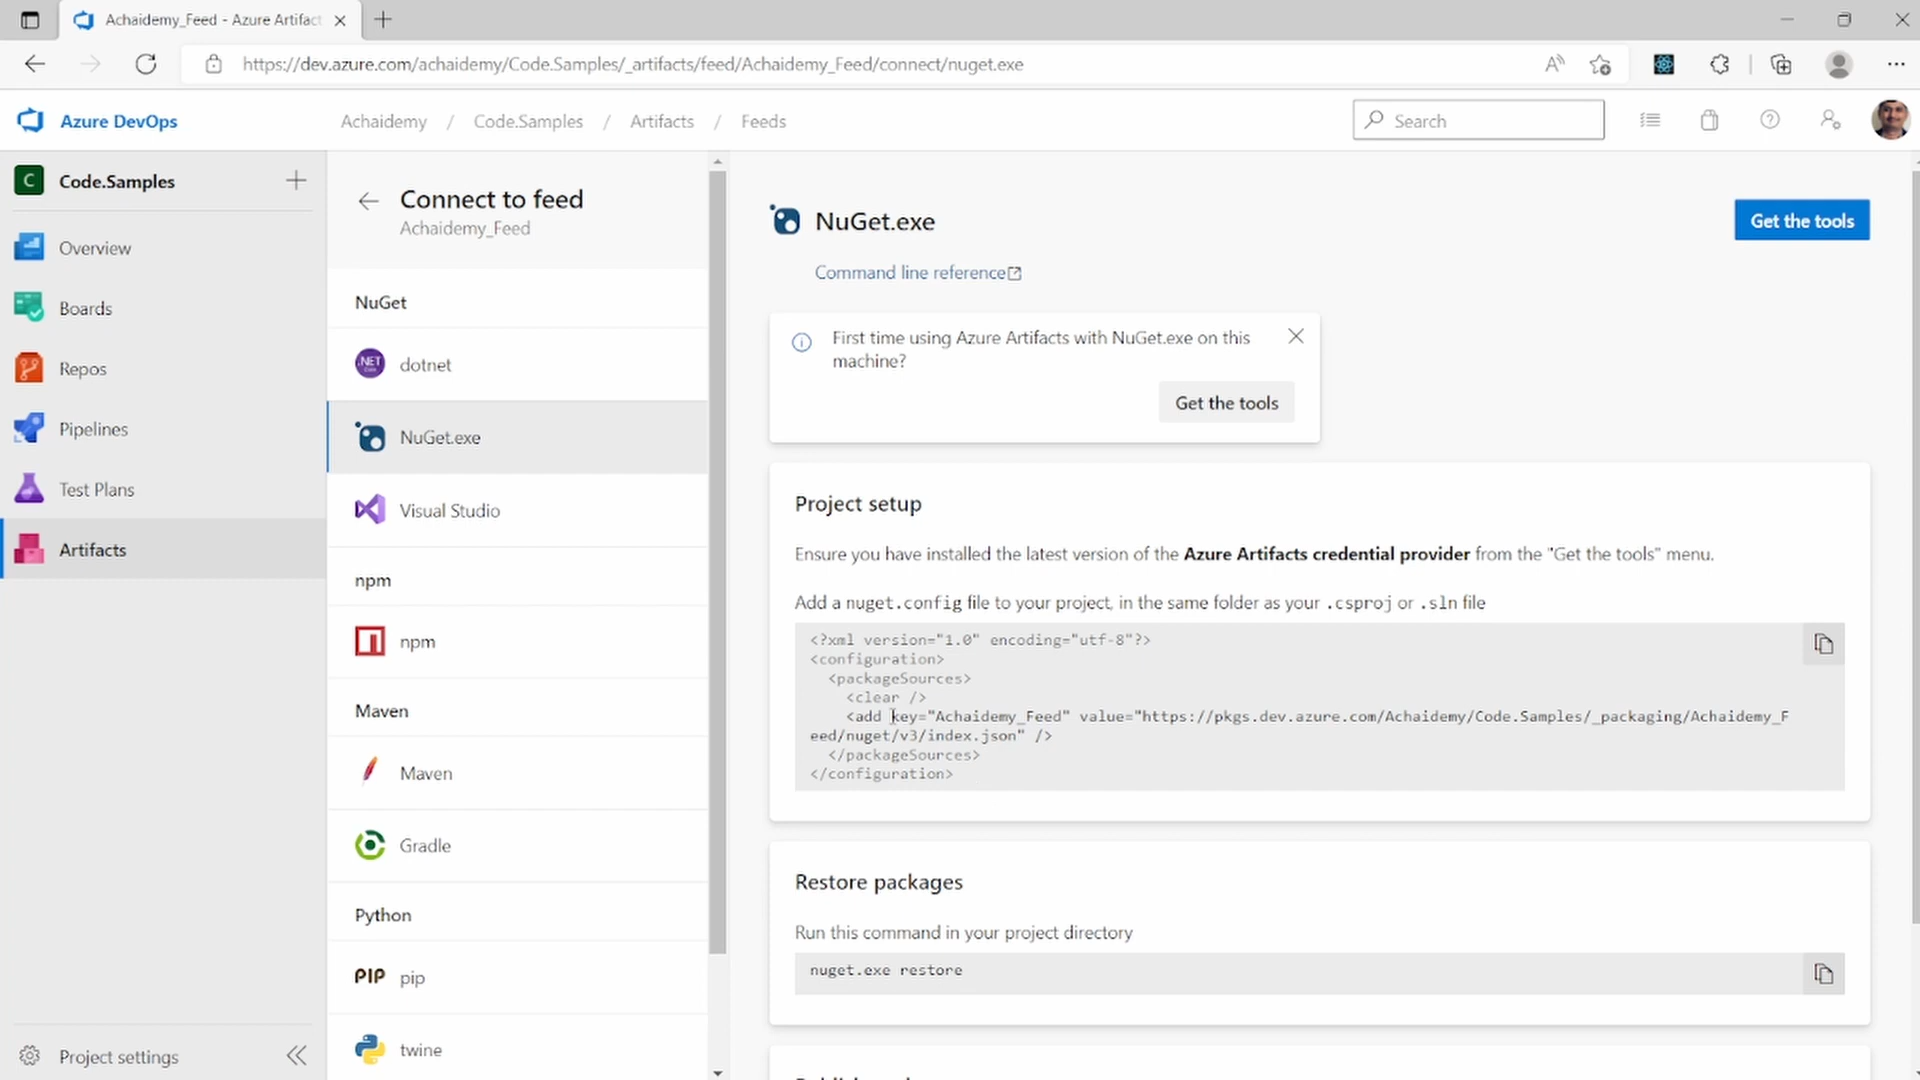 Achaidemy_Feed - Azure Artifact
https://dev.azure.com/achaidemy/Code.Samples/_artifacts/feed/Achaidemy_Feed/connect/nuget.exe
Azure DevOps
Achaidemy / Code.Samples / Artifacts / Feeds
Search
C
Code.Samples
Overview
Boards
Repos
Pipelines
Test Plans
Artifacts
Project settings
Connect to feed
Achaidemy_Feed
NuGet
.NET
dotnet
NuGet.exe
Visual Studio
npm
npm
Maven
Maven
Gradle
Python
PIP pip
twine
NuGet.exe
Get the tools
Command line reference
First time using Azure Artifacts with NuGet.exe on this
machine?
Get the tools
Project setup
Ensure you have installed the latest version of the Azure Artifacts credential provider from the "Get the tools" menu.
Add a nuget.config file to your project, in the same folder as your .csproj or .sln file
<?xml version="1.0" encoding="utf-8"?>
<configuration>
<packageSources>
<clear />
<add key="Achaidemy_Feed" value="https://pkgs.dev.azure.com/Achaidemy/Code.Samples/_packaging/Achaidemy_F
eed/nuget/v3/index.json" />
</packageSources>
</configuration>
Restore packages
Run this command in your project directory
nuget.exe restore